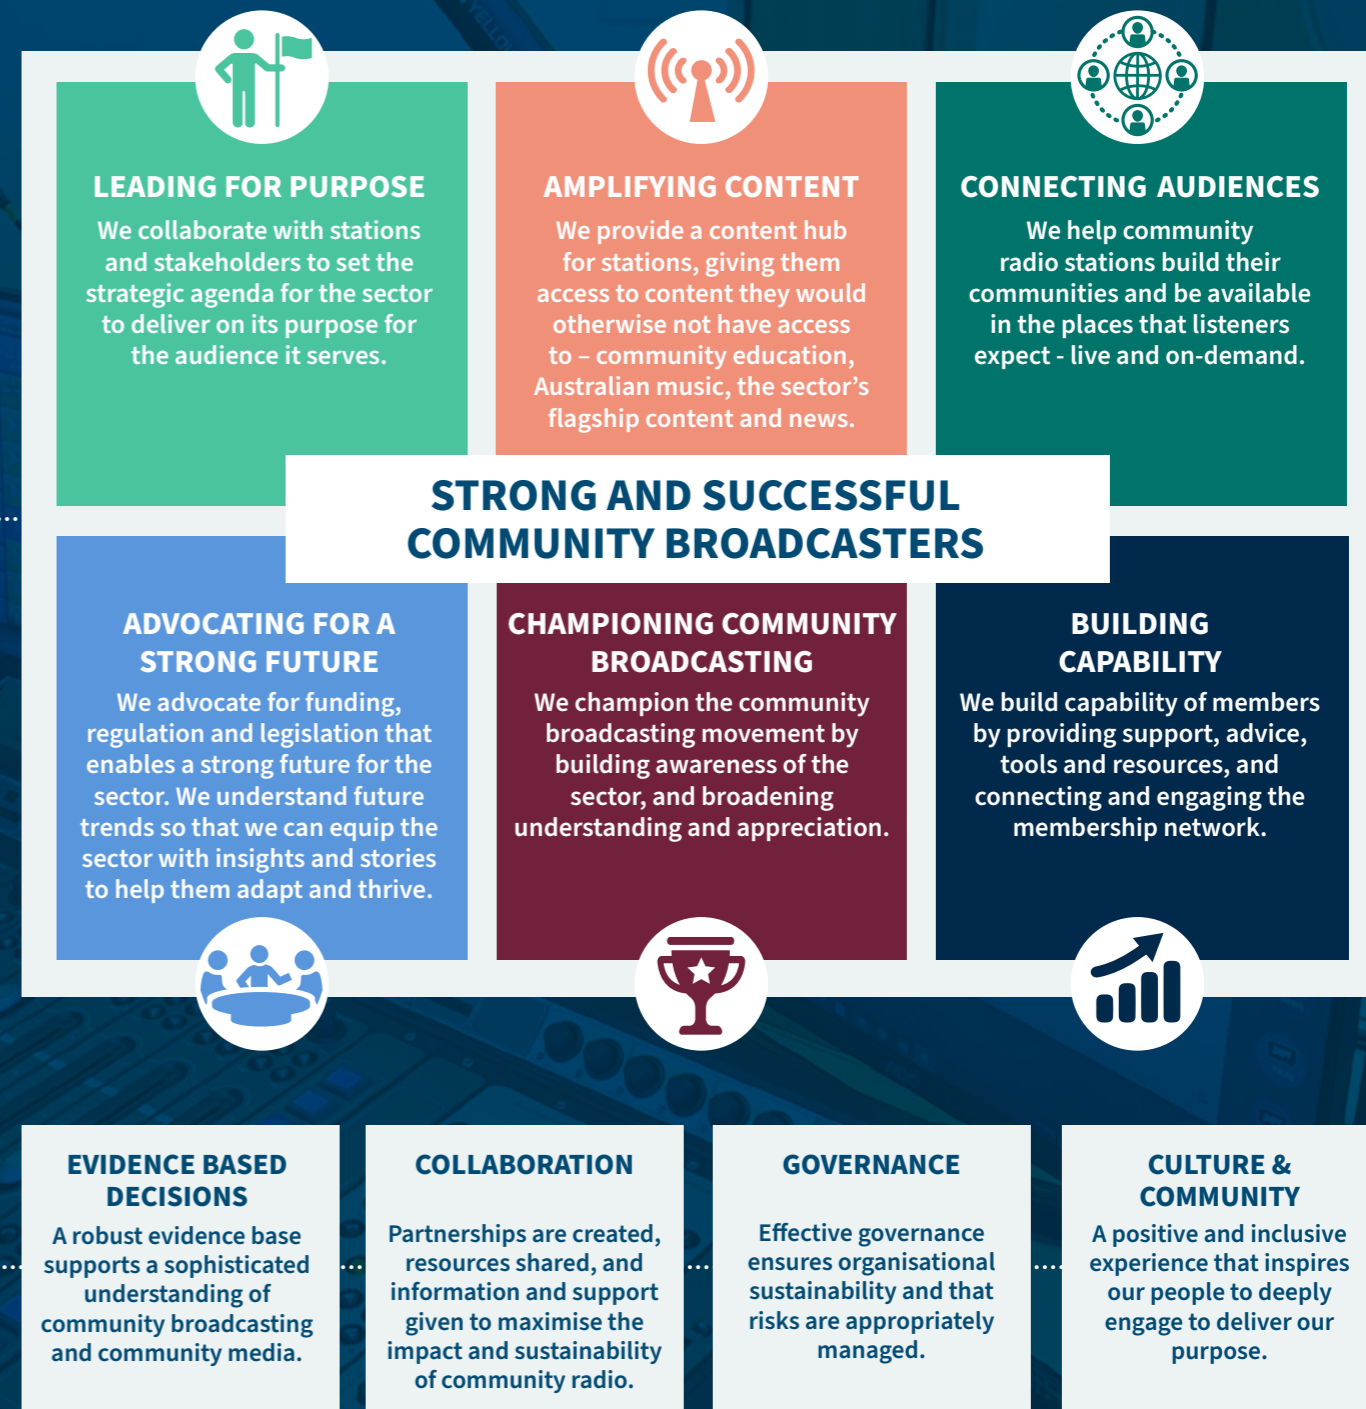 YELLO
LEADING FOR PURPOSE
We collaborate with stations
and stakeholders to set the
strategic agenda for the sector
to deliver on its purpose for
the audience it serves.
AMPLIFYING CONTENT
We provide a content hub
for stations, giving them
access to content they would
otherwise not have access
to – community education,
Australian music, the sector’s
flagship content and news.
CONNECTING AUDIENCES
We help community
radio stations build their
communities and be available
in the places that listeners
expect - live and on-demand.
STRONG AND SUCCESSFUL
COMMUNITY BROADCASTERS
ADVOCATING FOR A
STRONG FUTURE
We advocate for funding,
regulation and legislation that
enables a strong future for the
sector. We understand future
trends so that we can equip the
sector with insights and stories
to help them adapt and thrive.
CHAMPIONING COMMUNITY
BROADCASTING
We champion the community
broadcasting movement by
building awareness of the
sector, and broadening
understanding and appreciation.
BUILDING
CAPABILITY
We build capability of members
by providing support, advice,
tools and resources, and
connecting and engaging the
membership network.
EVIDENCE BASED
DECISIONS
A robust evidence base
supports a sophisticated
understanding of
community broadcasting
and community media.
COLLABORATION
Partnerships are created,
resources shared, and
information and support
given to maximise the
impact and sustainability
of community radio.
GOVERNANCE
Effective governance
ensures organisational
sustainability and that
risks are appropriately
managed.
CULTURE &
COMMUNITY
A positive and inclusive
experience that inspires
our people to deeply
engage to deliver our
purpose.